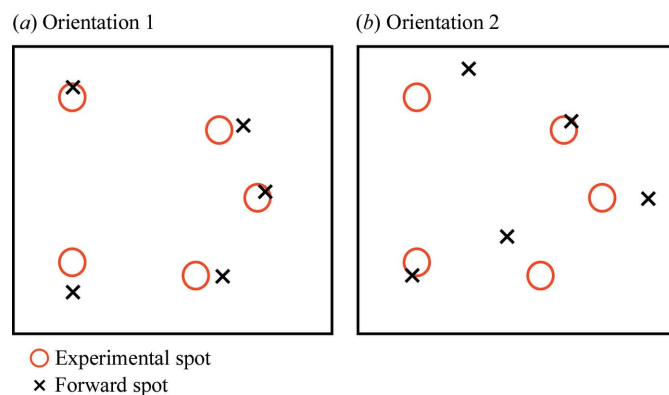 (a) Orientation 1
(b) Orientation 2
Experimental spot
Forward spot